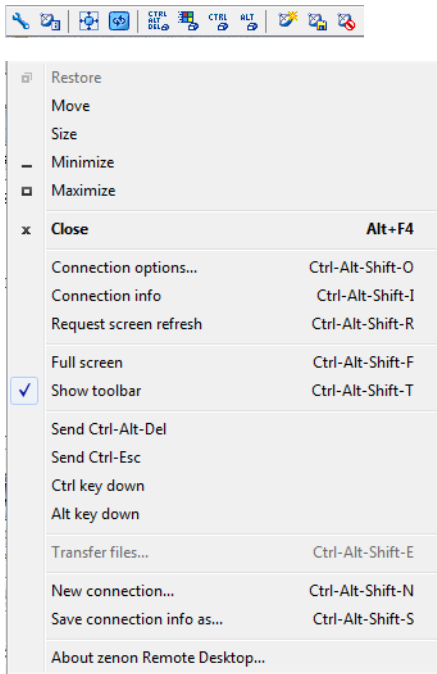 CTRL ALT DEL CTRL ALT
Restore
Move
Size
Minimize
Maximize
Close Alt+F4
Connection options... Ctrl-Alt-Shift-O
Connection info Ctrl-Alt-Shift-I
Request screen refresh Ctrl-Alt-Shift-R
Full screen Ctrl-Alt-Shift-F
Show toolbar Ctrl-Alt-Shift-T
Send Ctrl-Alt-Del
Send Ctrl-Esc
Ctrl key down
Alt key down
Transfer files... Ctrl-Alt-Shift-E
New connection... Ctrl-Alt-Shift-N
Save connection info as... Ctrl-Alt-Shift-S
About zenon Remote Desktop...